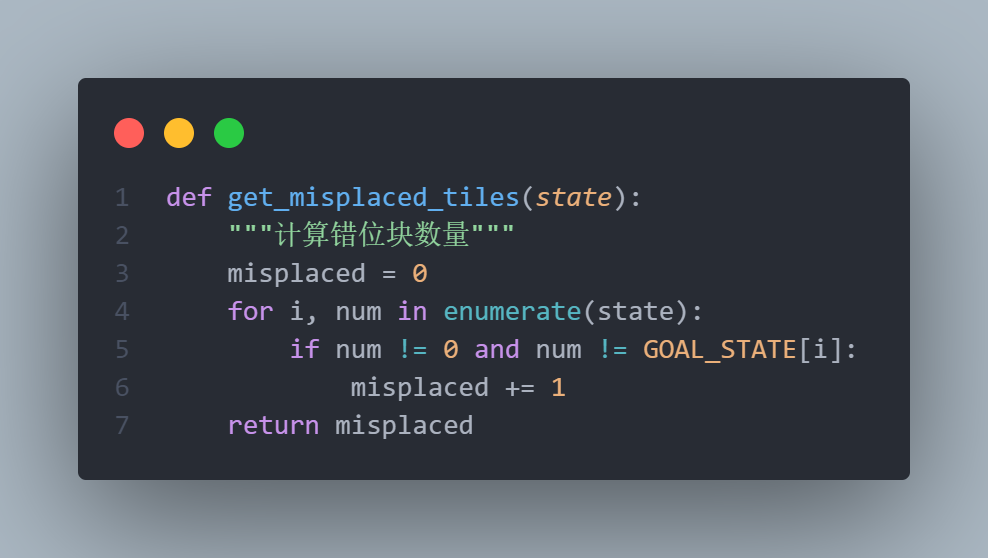 1 def get_misplaced_tiles(state):
2     """计算错位块数量"""
3     misplaced = 0
4     for i, num in enumerate(state):
5         if num != 0 and num != GOAL_STATE[i]:
6             misplaced += 1
7     return misplaced